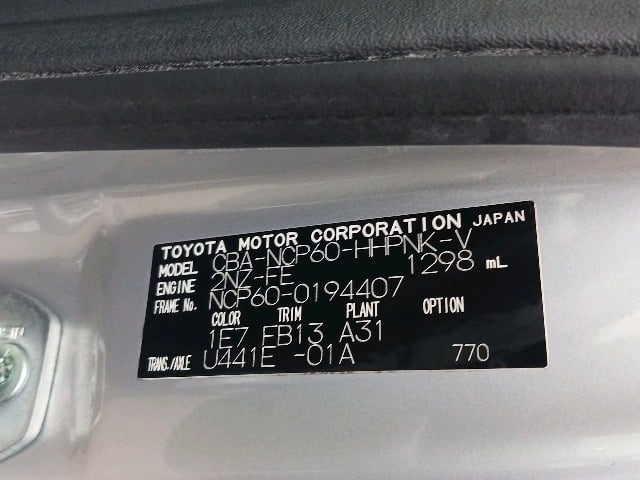 TOYOTA MOTOR CORPORATION JAPAN
MODEL CBA-NCP60-HHPNK-V
ENGINE 2NZ-FE 1298 mL
FRAME No. NCP60-0194407
COLOR TRIM PLANT OPTION
1E7 EB13 A31
TRANS./AXLE U441E -01A 770